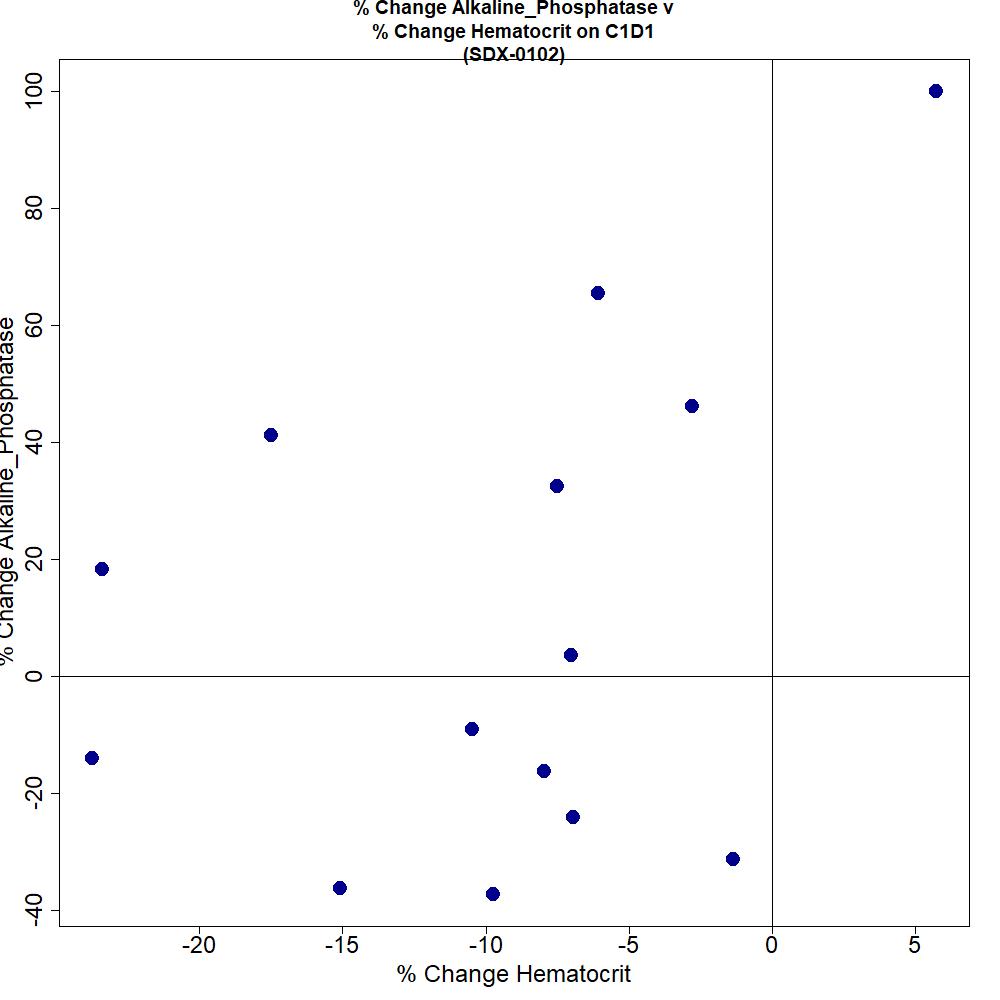 % Change Alkaline_Phosphatase v
% Change Hematocrit on C1D1
(SDX-0102)
% Change Alkaline_Phosphatase
100
80
60
40
20
0
-20
-40
-20
-15
-10
-5
0
5
% Change Hematocrit